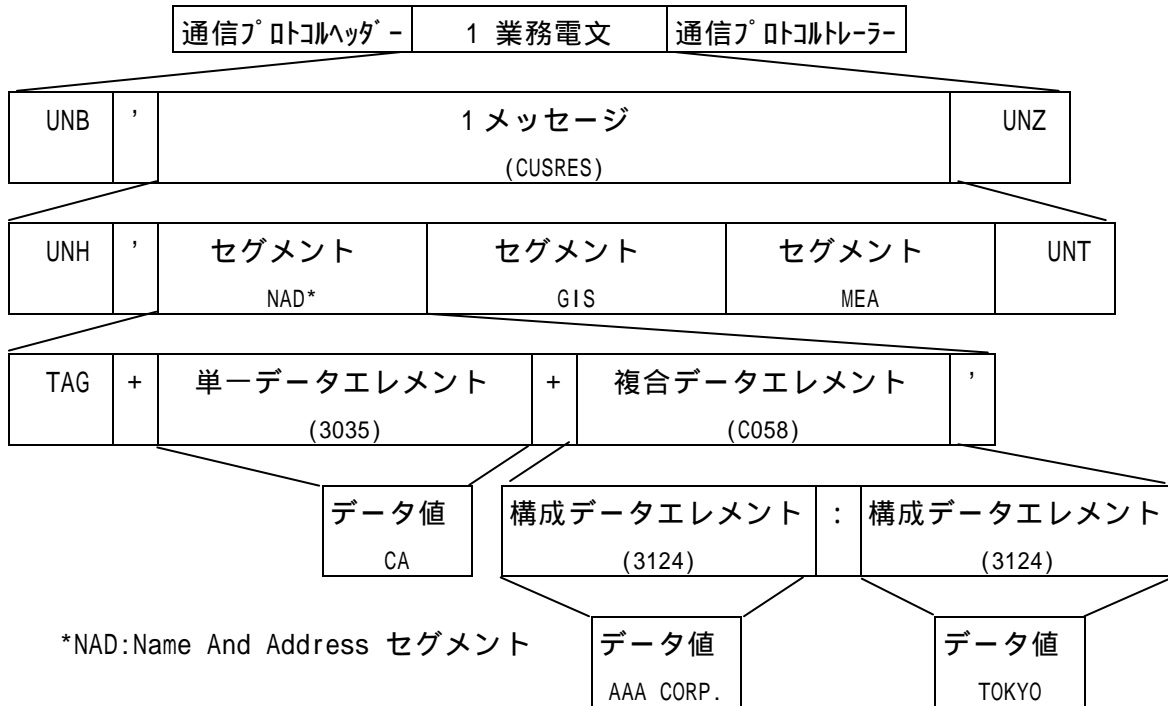 通信ﾌﾟﾛﾄｺﾙﾍｯﾀﾞｰ 1 業務電文 通信ﾌﾟﾛﾄｺﾙﾄﾚｰﾗｰ
UNB ’ 1 メッセージ UNZ
(CUSRES)
UNH ’ セグメント セグメント セグメント UNT
NAD* GIS MEA
TAG + 単一データエレメント + 複合データエレメント ’
(3035) (C058)
データ値 構成データエレメント : 構成データエレメント
CA (3124) (3124)
*NAD:Name And Address セグメント データ値 データ値
AAA CORP. TOKYO